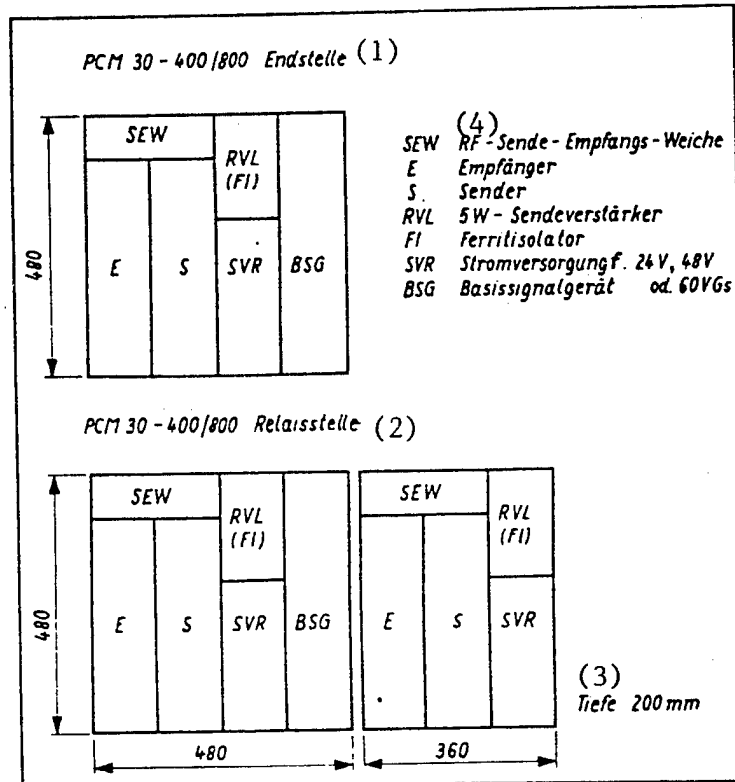 PCM 30-400/800 Endstelle (1)
SEW
RVL
(FI)
E
S
SVR
BSG
480
(4)
SEW RF-Sende-Empfangs-Weiche
E Empfänger
S. Sender
RVL 5W-Sendeverstärker
FI Ferritisolator
SVR Stromversorgung f. 24V, 48V
BSG Basissignalgerät od. 60VGs
PCM 30-400/800 Relaisstelle (2)
SEW
RVL
(FI)
E
S
SVR
BSG
480
480
SEW
RVL
(FI)
E
S
SVR
360
(3)
Tiefe 200mm